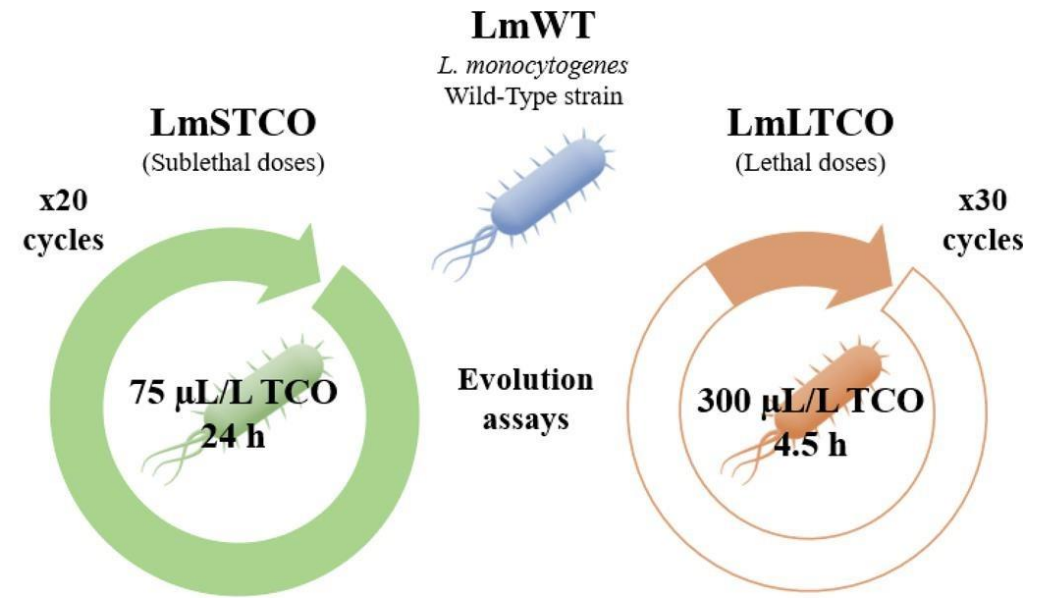 LmWT
L. monocytogenes
Wild-Type strain
LmSTCO
(Sublethal doses)
x20
cycles
75 µL/L TCO
24 h
Evolution
assays
LmLTCO
(Lethal doses)
x30
cycles
300 µL/L TCO
4.5 h